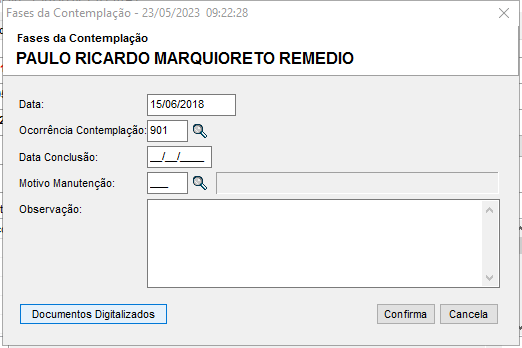 Fases da Contemplação - 23/05/2023 09:22:28
Fases da Contemplação
PAULO RICARDO MARQUIORETO REMEDIO
Data: 15/06/2018
Ocorrência Contemplação: 901
Data Conclusão: __/__/____
Motivo Manutenção: ___
Observação:
Documentos Digitalizados Confirma Cancela